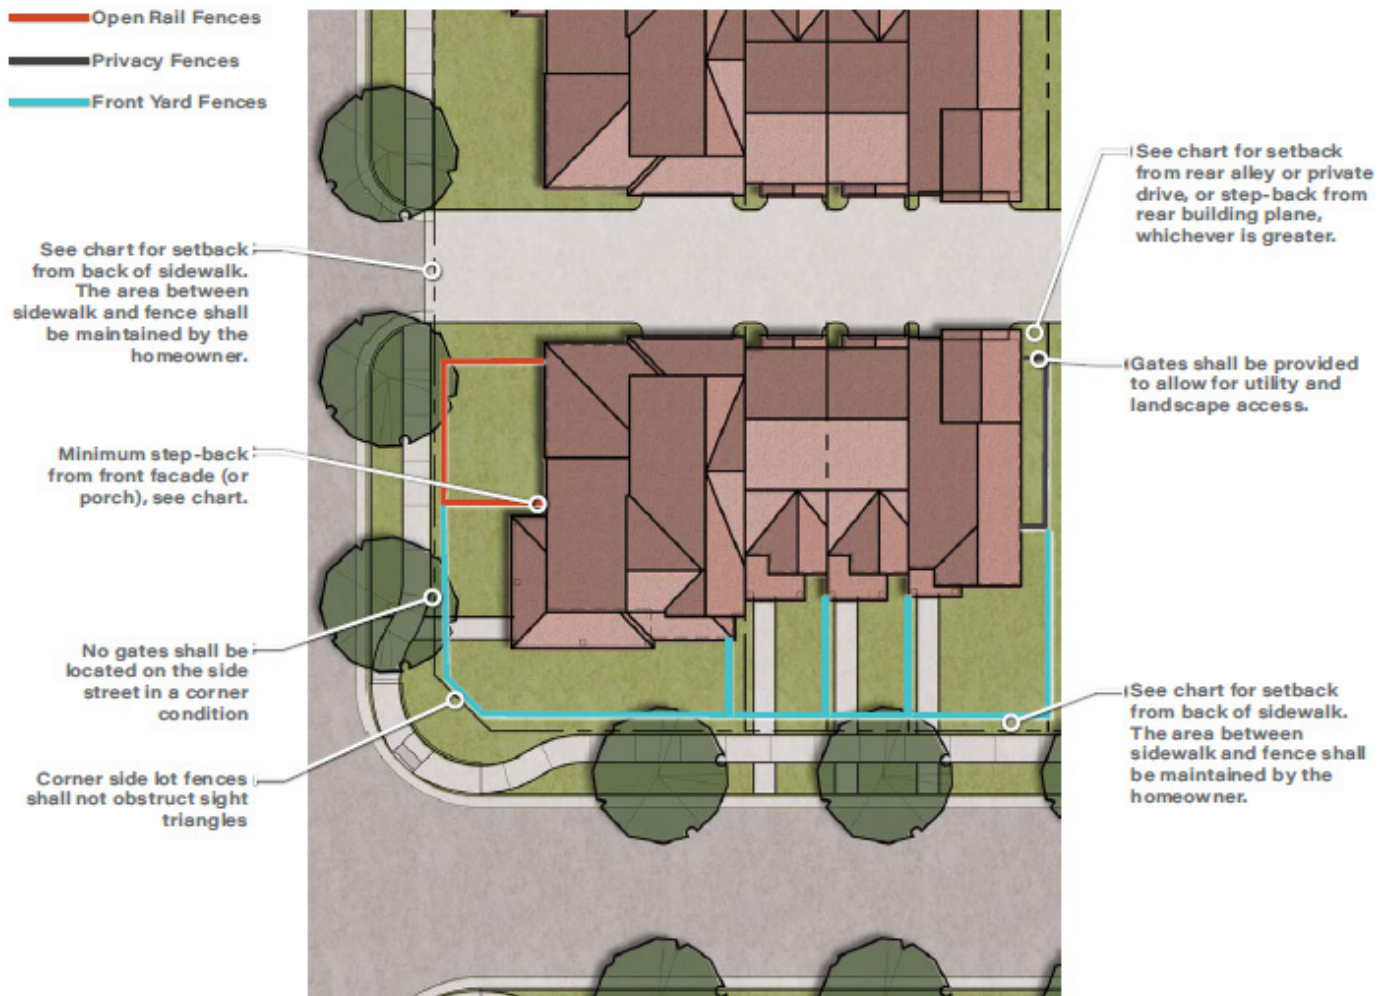 Open Rail Fences
Privacy Fences
Front Yard Fences
See chart for setback
from back of sidewalk.
The area between
sidewalk and fence shall
be maintained by the
homeowner.
Minimum step-back
from front facade (or
porch), see chart.
No gates shall be
located on the side
street in a corner
condition
Corner side lot fences
shall not obstruct sight
triangles
See chart for setback
from rear alley or private
drive, or step-back from
rear building plane,
whichever is greater.
Gates shall be provided
to allow for utility and
landscape access.
See chart for setback
from back of sidewalk.
The area between
sidewalk and fence shall
be maintained by the
homeowner.